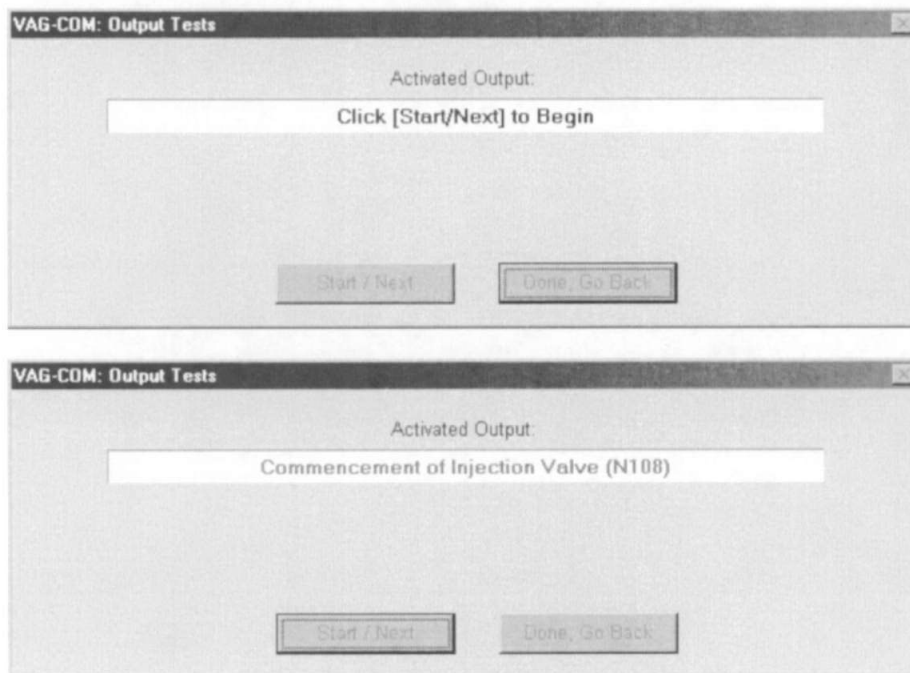 VAG-COM: Output Tests
Activated Output:
Click [Start/Next] to Begin
Start / Next
Done, Go Back
VAG-COM: Output Tests
Activated Output:
Commencement of Injection Valve (N108)
Start / Next
Done, Go Back